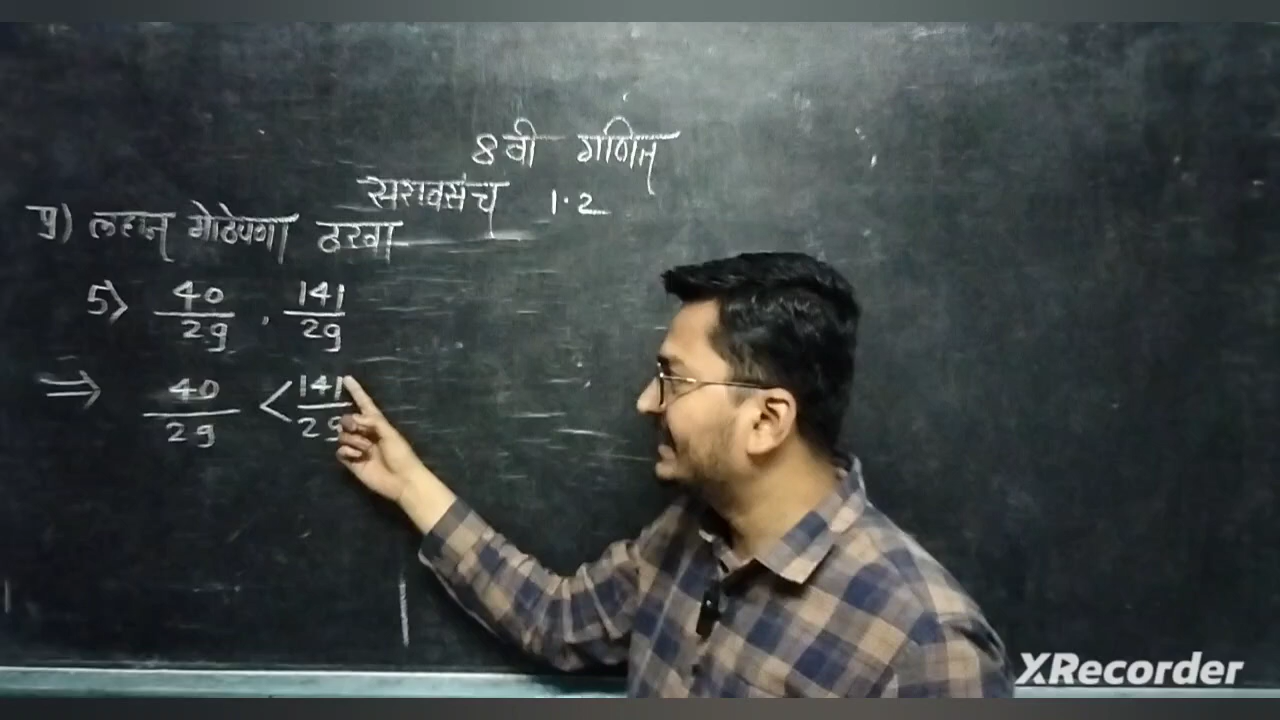 8वी गणित
सरावसंच 1.2
प्र) लहान मोठेपणा ठरवा
5) 40/29 , 141/29
⇒ 40/29 < 141/29
XRecorder